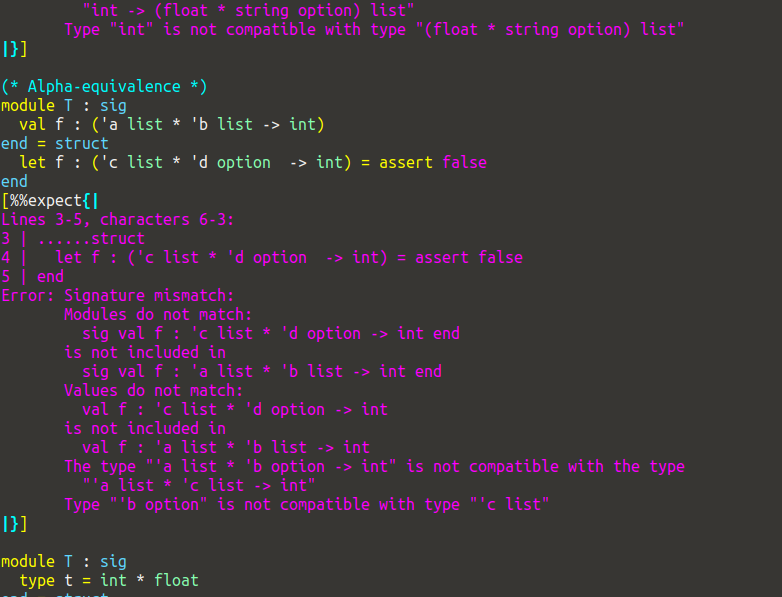 "int -> (float * string option) list"
Type "int" is not compatible with type "(float * string option) list"
|}]
(* Alpha-equivalence *)
module T : sig
  val f : ('a list * 'b list -> int)
end = struct
  let f : ('c list * 'd option  -> int) = assert false
end
[%%expect{|
Lines 3-5, characters 6-3:
3 | ......struct
4 |   let f : ('c list * 'd option  -> int) = assert false
5 | end
Error: Signature mismatch:
       Modules do not match:
         sig val f : 'c list * 'd option -> int end
       is not included in
         sig val f : 'a list * 'b list -> int end
       Values do not match:
         val f : 'c list * 'd option -> int
       is not included in
         val f : 'a list * 'b list -> int
       The type "'a list * 'b option -> int" is not compatible with the type
         "'a list * 'c list -> int"
       Type "'b option" is not compatible with type "'c list"
|}]
module T : sig
  type t = int * float
end = struct